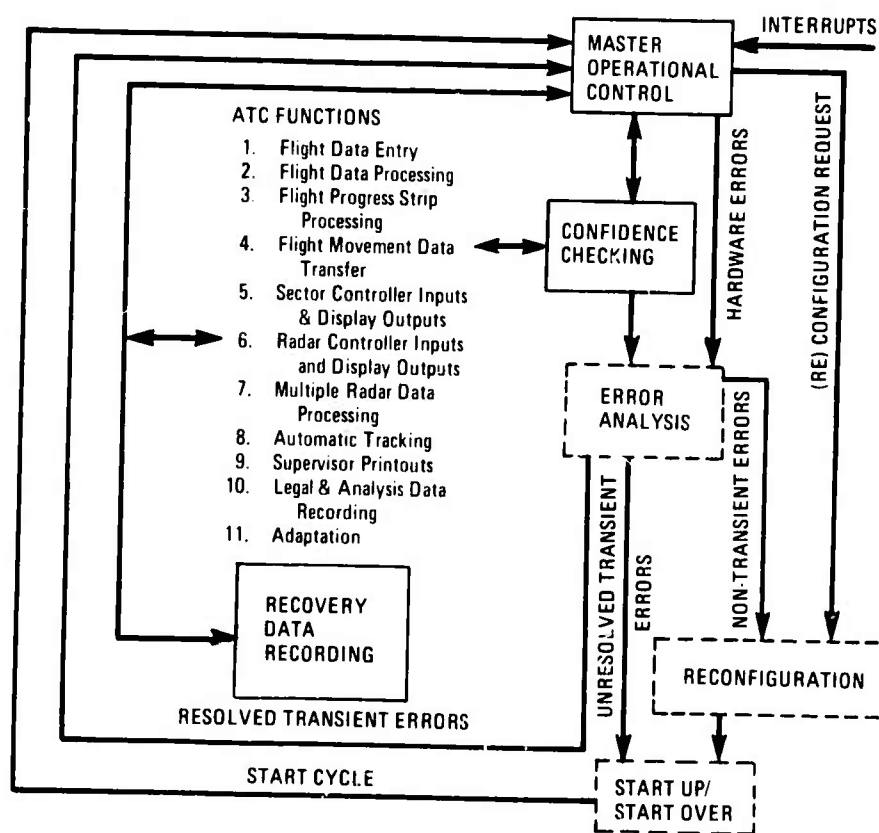 INTERRUPTS
MASTER
OPERATIONAL
CONTROL
ATC FUNCTIONS
1. Flight Data Entry
2. Flight Data Processing
3. Flight Progress Strip
Processing
4. Flight Movement Data
Transfer
5. Sector Controller Inputs
& Display Outputs
6. Radar Controller Inputs
and Display Outputs
7. Multiple Radar Data
Processing
8. Automatic Tracking
9. Supervisor Printouts
10. Legal & Analysis Data
Recording
11. Adaptation
CONFIDENCE
CHECKING
HARDWARE ERRORS
(RE) CONFIGURATION REQUEST
ERROR
ANALYSIS
UNRESOLVED TRANSIENT
ERRORS
NON-TRANSIENT ERRORS
RECOVERY
DATA
RECORDING
RECONFIGURATION
RESOLVED TRANSIENT ERRORS
START CYCLE
START UP/
START OVER